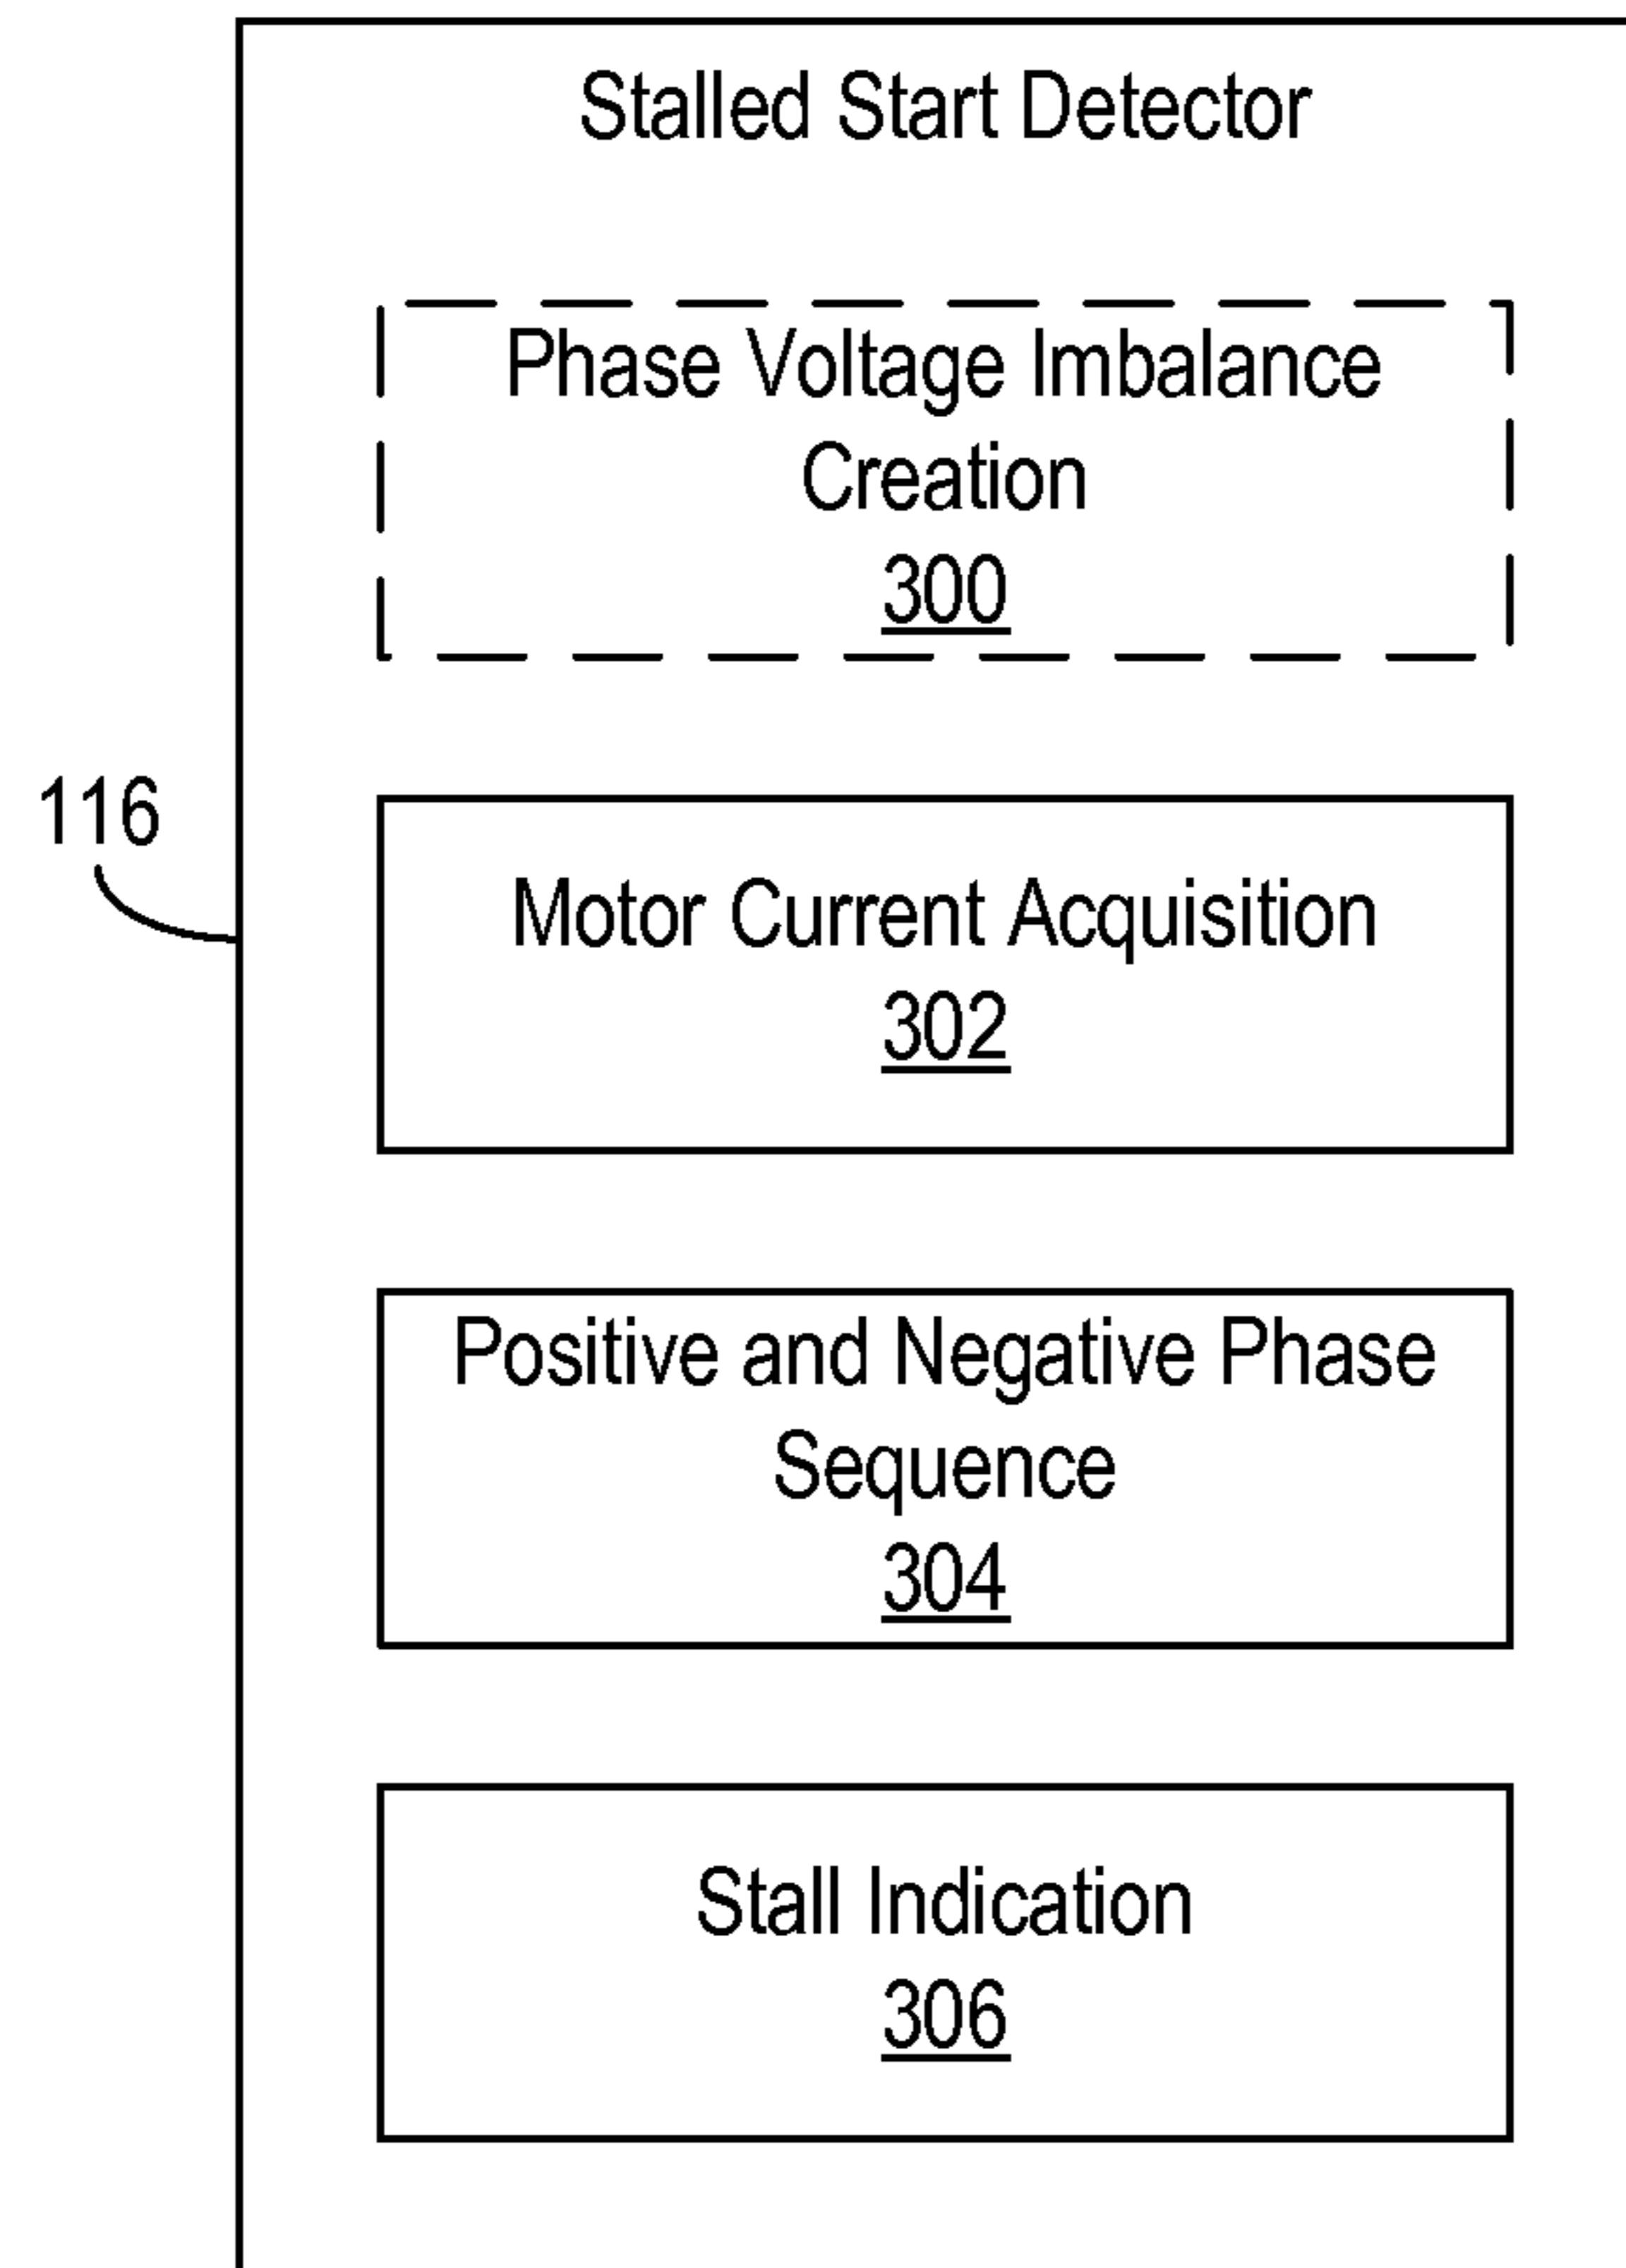 Stalled Start Detector
Phase Voltage Imbalance
Creation
300
116
Motor Current Acquisition
302
Positive and Negative Phase
Sequence
304
Stall Indication
306